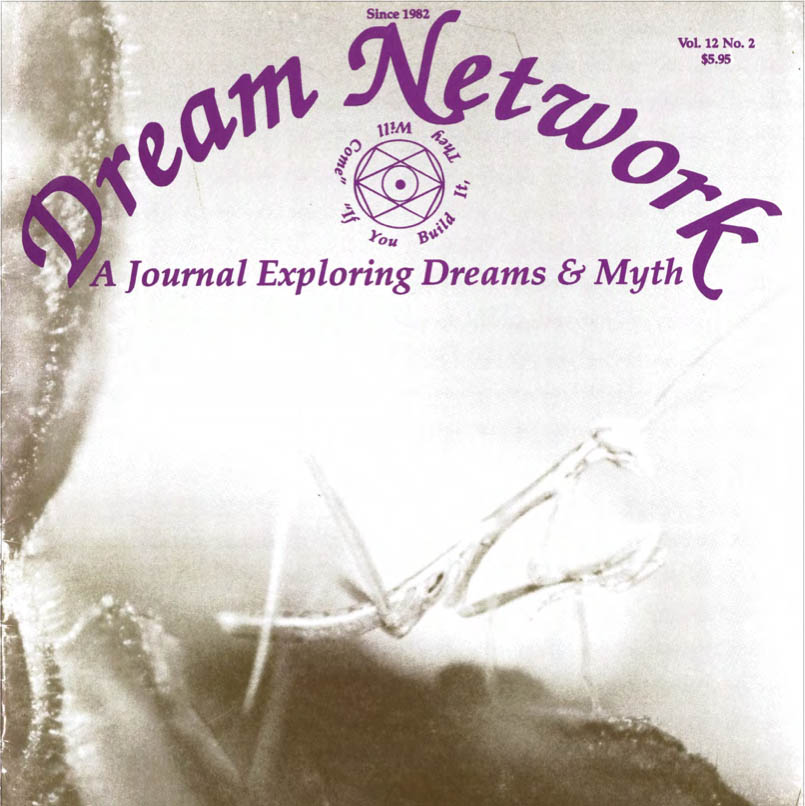 Since 1982
Vol. 12 No. 2
$5.95
Dream Network
"If You Build It, They Will Come"
A Journal Exploring Dreams & Myth